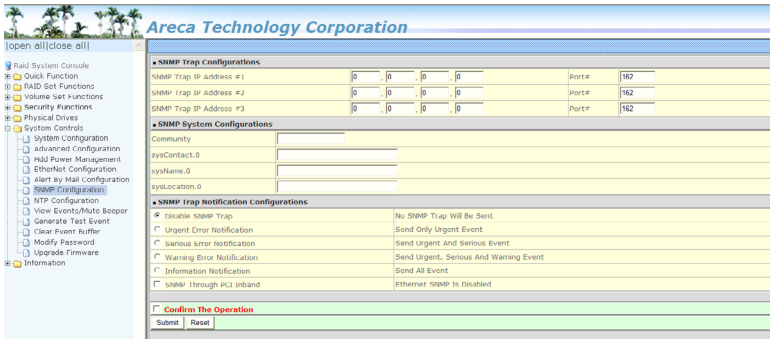 Areca Technology Corporation
|open all|close all|
Raid System Console
Quick Function
RAID Set Functions
Volume Set Functions
Security Functions
Physical Drives
System Controls
System Configuration
Advanced Configuration
Hdd Power Management
EtherNet Configuration
Alert By Mail Configuration
SNMP Configuration
NTP Configuration
View Events/Mute Beeper
Generate Test Event
Clear Event Buffer
Modify Password
Upgrade Firmware
Information
SNMP Trap Configurations
SNMP Trap IP Address #1 0 . 0 . 0 . 0 Port# 162
SNMP Trap IP Address #2 0 . 0 . 0 . 0 Port# 162
SNMP Trap IP Address #3 0 . 0 . 0 . 0 Port# 162
SNMP System Configurations
Community
sysContact.0
sysName.0
sysLocation.0
SNMP Trap Notification Configurations
Disable SNMP Trap No SNMP Trap Will Be Sent
Urgent Error Notification Send Only Urgent Event
Serious Error Notification Send Urgent And Serious Event
Warning Error Notification Send Urgent, Serious And Warning Event
Information Notification Send All Event
SNMP Through PCI Inband Ethernet SNMP Is Disabled
Confirm The Operation
Submit Reset